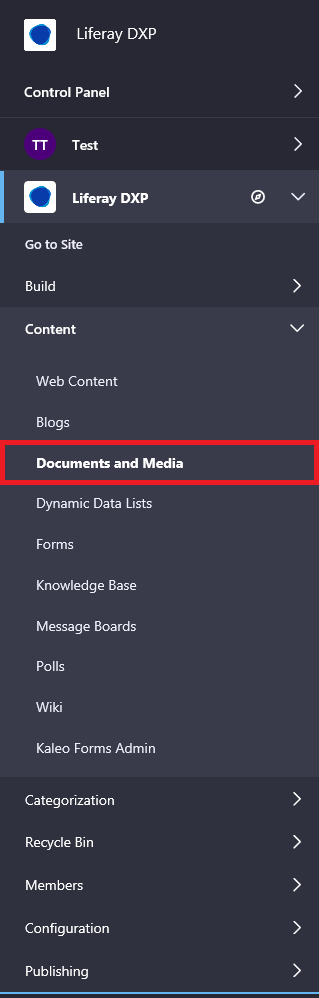 Liferay DXP
Control Panel
TT Test
Liferay DXP
Go to Site
Build
Content
Web Content
Blogs
Documents and Media
Dynamic Data Lists
Forms
Knowledge Base
Message Boards
Polls
Wiki
Kaleo Forms Admin
Categorization
Recycle Bin
Members
Configuration
Publishing